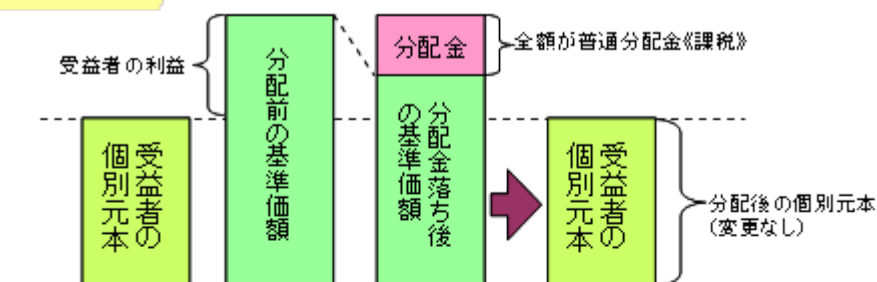 受益者の利益
分配前の基準価額
分配金
全額が普通分配金《課税》
受益者の
個別元本
分配金落ち後
の基準価額
受益者の
個別元本
分配後の個別元本
(変更なし)